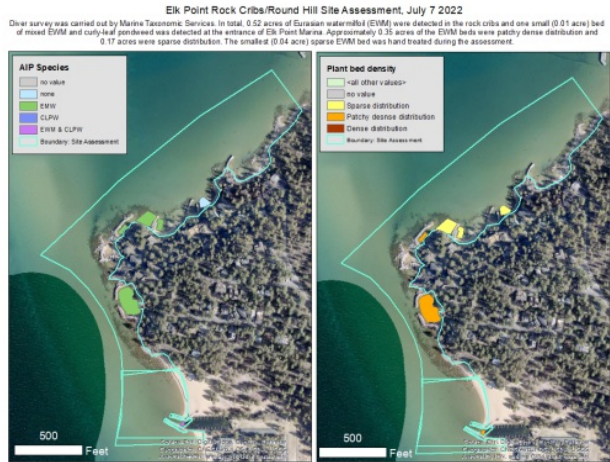 Elk Point Rock Cribs/Round Hill Site Assessment, July 7 2022
Diver survey was carried out by Marine Taxonomic Services. In total, 0.52 acres of Eurasian watermilfoil (EWM) were detected in the rock cribs and one small (0.01 acre) bed
of mixed EWM and curly-leaf pondweed was detected at the entrance of Elk Point Marina. Approximately 0.35 acres of the EWM beds were patchy dense distribution and
0.17 acres were sparse distribution. The smallest (0.04 acre) sparse EWM bed was hand treated during the assessment.
AIP Species
no value
none
EMW
CLPW
EWM & CLPW
Boundary: Site Assessment
500
Feet
Plant bed density
<all other values>
no value
Sparse distribution
Patchy desnse distribution
Dense distribution
Boundary: Site Assessment
500
Feet